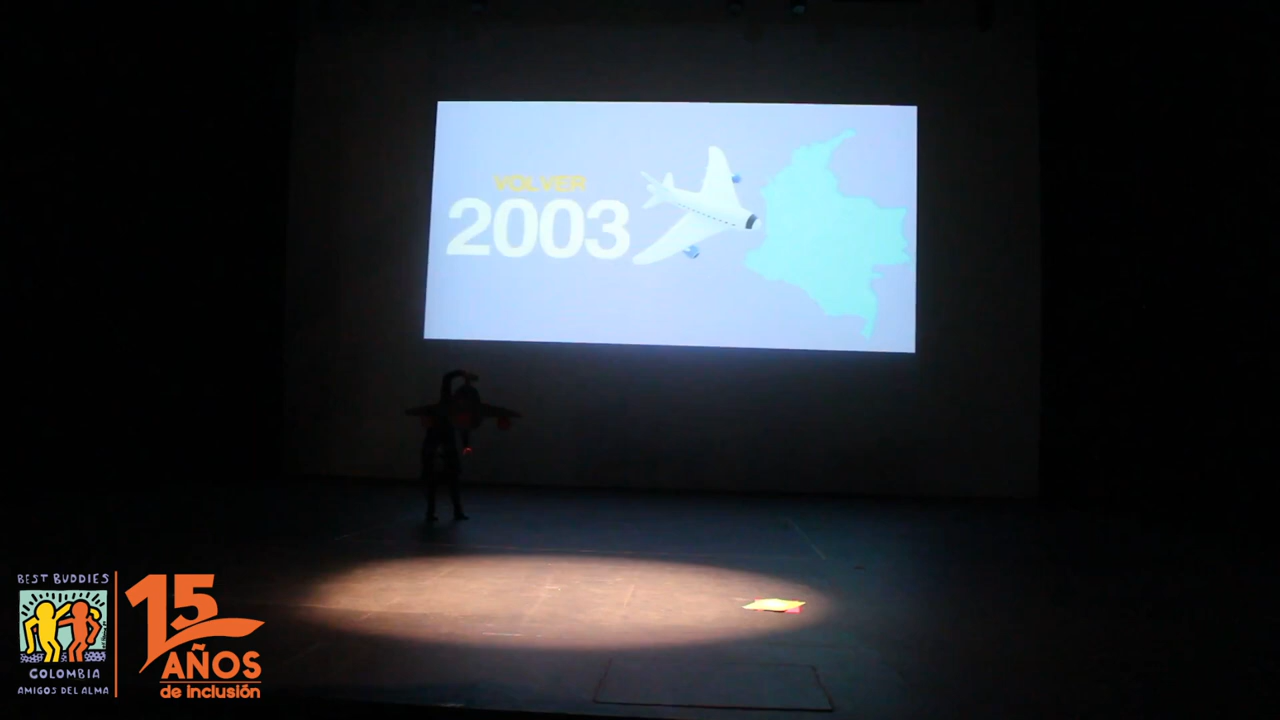 VOLVER
2003
BEST BUDDIES
COLOMBIA
AMIGOS DEL ALMA
15
AÑOS
de inclusión